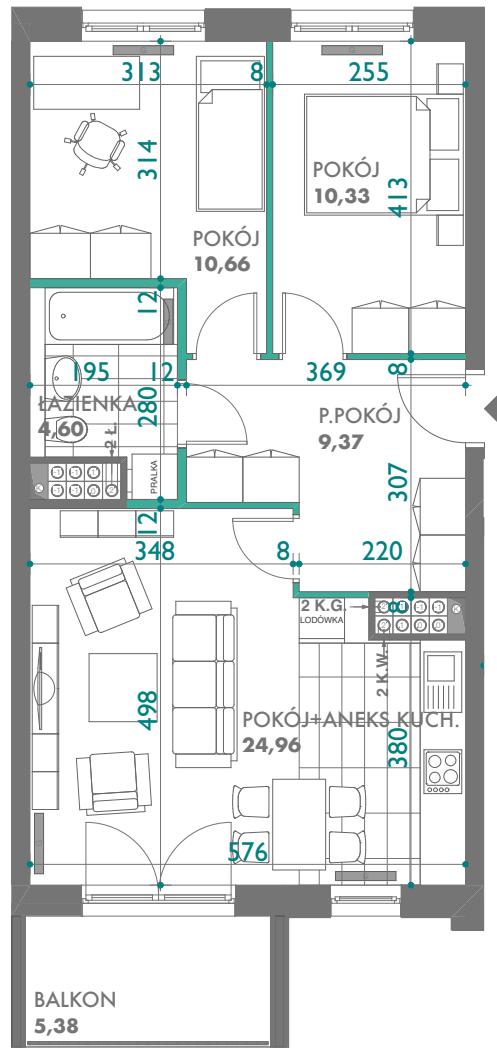 313
8
255
314
POKÓJ
10,33
413
POKÓJ
10,66
12
195
12
369
8
ŁAZIENKA
4,60
280
2 Ł.
P.POKÓJ
9,37
PRALKA
307
12
348
8
220
2 K.G.
8
LODÓWKA
2 K.W.
498
POKÓJ+ANEKS KUCH.
24,96
380
576
BALKON
5,38